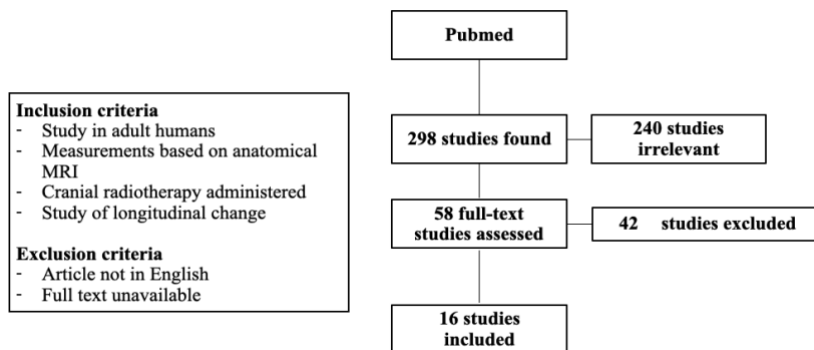 Pubmed
Inclusion criteria
- Study in adult humans
- Measurements based on anatomical
MRI
- Cranial radiotherapy administered
- Study of longitudinal change
Exclusion criteria
- Article not in English
- Full text unavailable
298 studies found
240 studies
irrelevant
58 full-text
studies assessed
42 studies excluded
16 studies
included